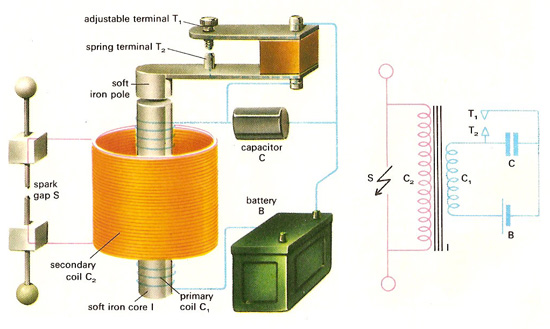 adjustable terminal T₁
spring terminal T₂
soft
iron pole
capacitor
C
battery
B
spark
gap S
secondary
coil C₂
soft iron core I
primary
coil C₁
S
C₂
I
C₁
T₁
T₂
C
B